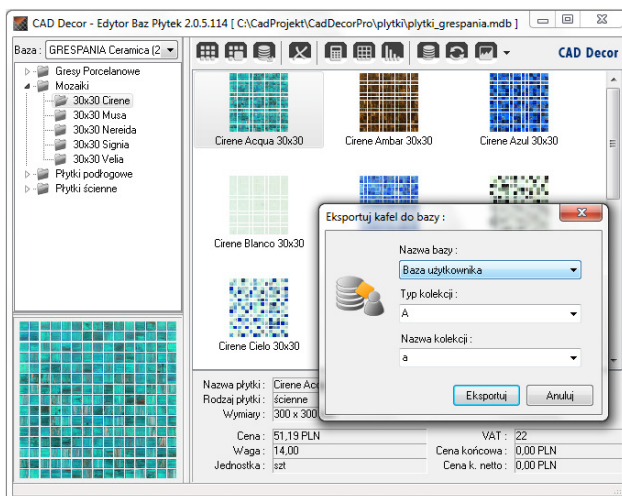 CAD Decor - Edytor Baz Płytek 2.0.5.114 [ C:\CadProjekt\CadDecorPro\plytki\plytki_grespania.mdb ]
Baza : GRESPANIA Ceramica (2
CAD Decor
Gresy Porcelanowe
Mozaiki
30x30 Cirene
30x30 Musa
30x30 Nereida
30x30 Signia
30x30 Velia
Płytki podłogowe
Płytki ścienne
Cirene Acqua 30x30
Cirene Ambar 30x30
Cirene Azul 30x30
Cirene Blanco 30x30
Cirene Cielo 30x30
Eksportuj kafel do bazy :
Nazwa bazy :
Baza użytkownika
Typ kolekcji :
A
Nazwa kolekcji :
a
Eksportuj
Anuluj
Nazwa płytki : Cirene Acq
Rodzaj płytki : ścienne
Wymiary : 300 x 300
Cena : 51,19 PLN
VAT : 22
Waga : 14,00
Cena końcowa : 0,00 PLN
Jednostka : szt
Cena k. netto : 0,00 PLN